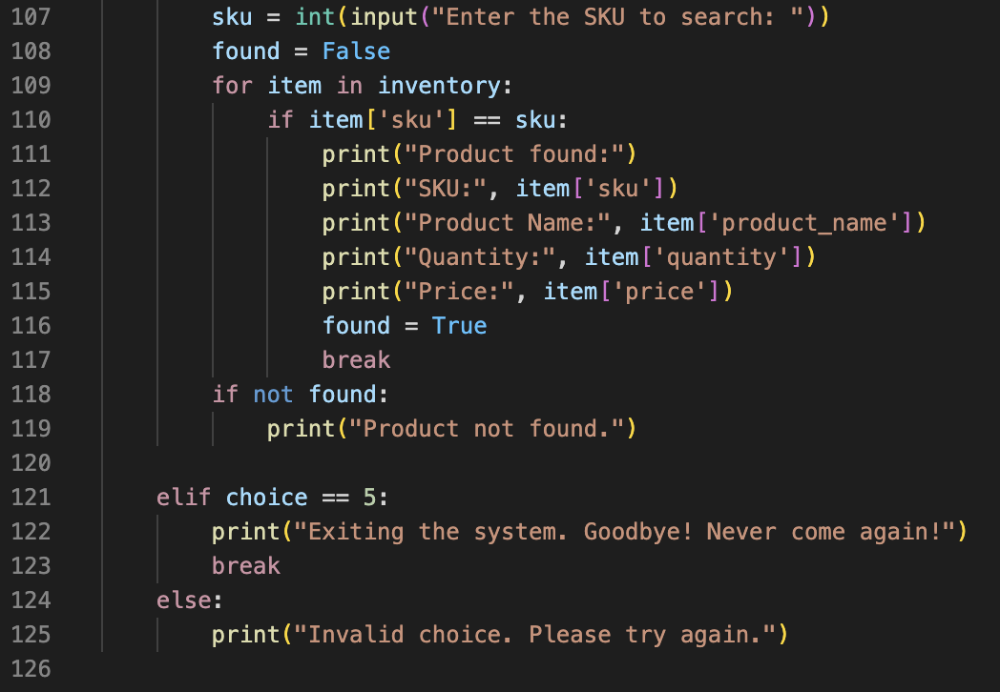 107 sku = int(input("Enter the SKU to search: "))
108 found = False
109 for item in inventory:
110 if item['sku'] == sku:
111 print("Product found:")
112 print("SKU:", item['sku'])
113 print("Product Name:", item['product_name'])
114 print("Quantity:", item['quantity'])
115 print("Price:", item['price'])
116 found = True
117 break
118 if not found:
119 print("Product not found.")
120
121 elif choice == 5:
122 print("Exiting the system. Goodbye! Never come again!")
123 break
124 else:
125 print("Invalid choice. Please try again.")
126